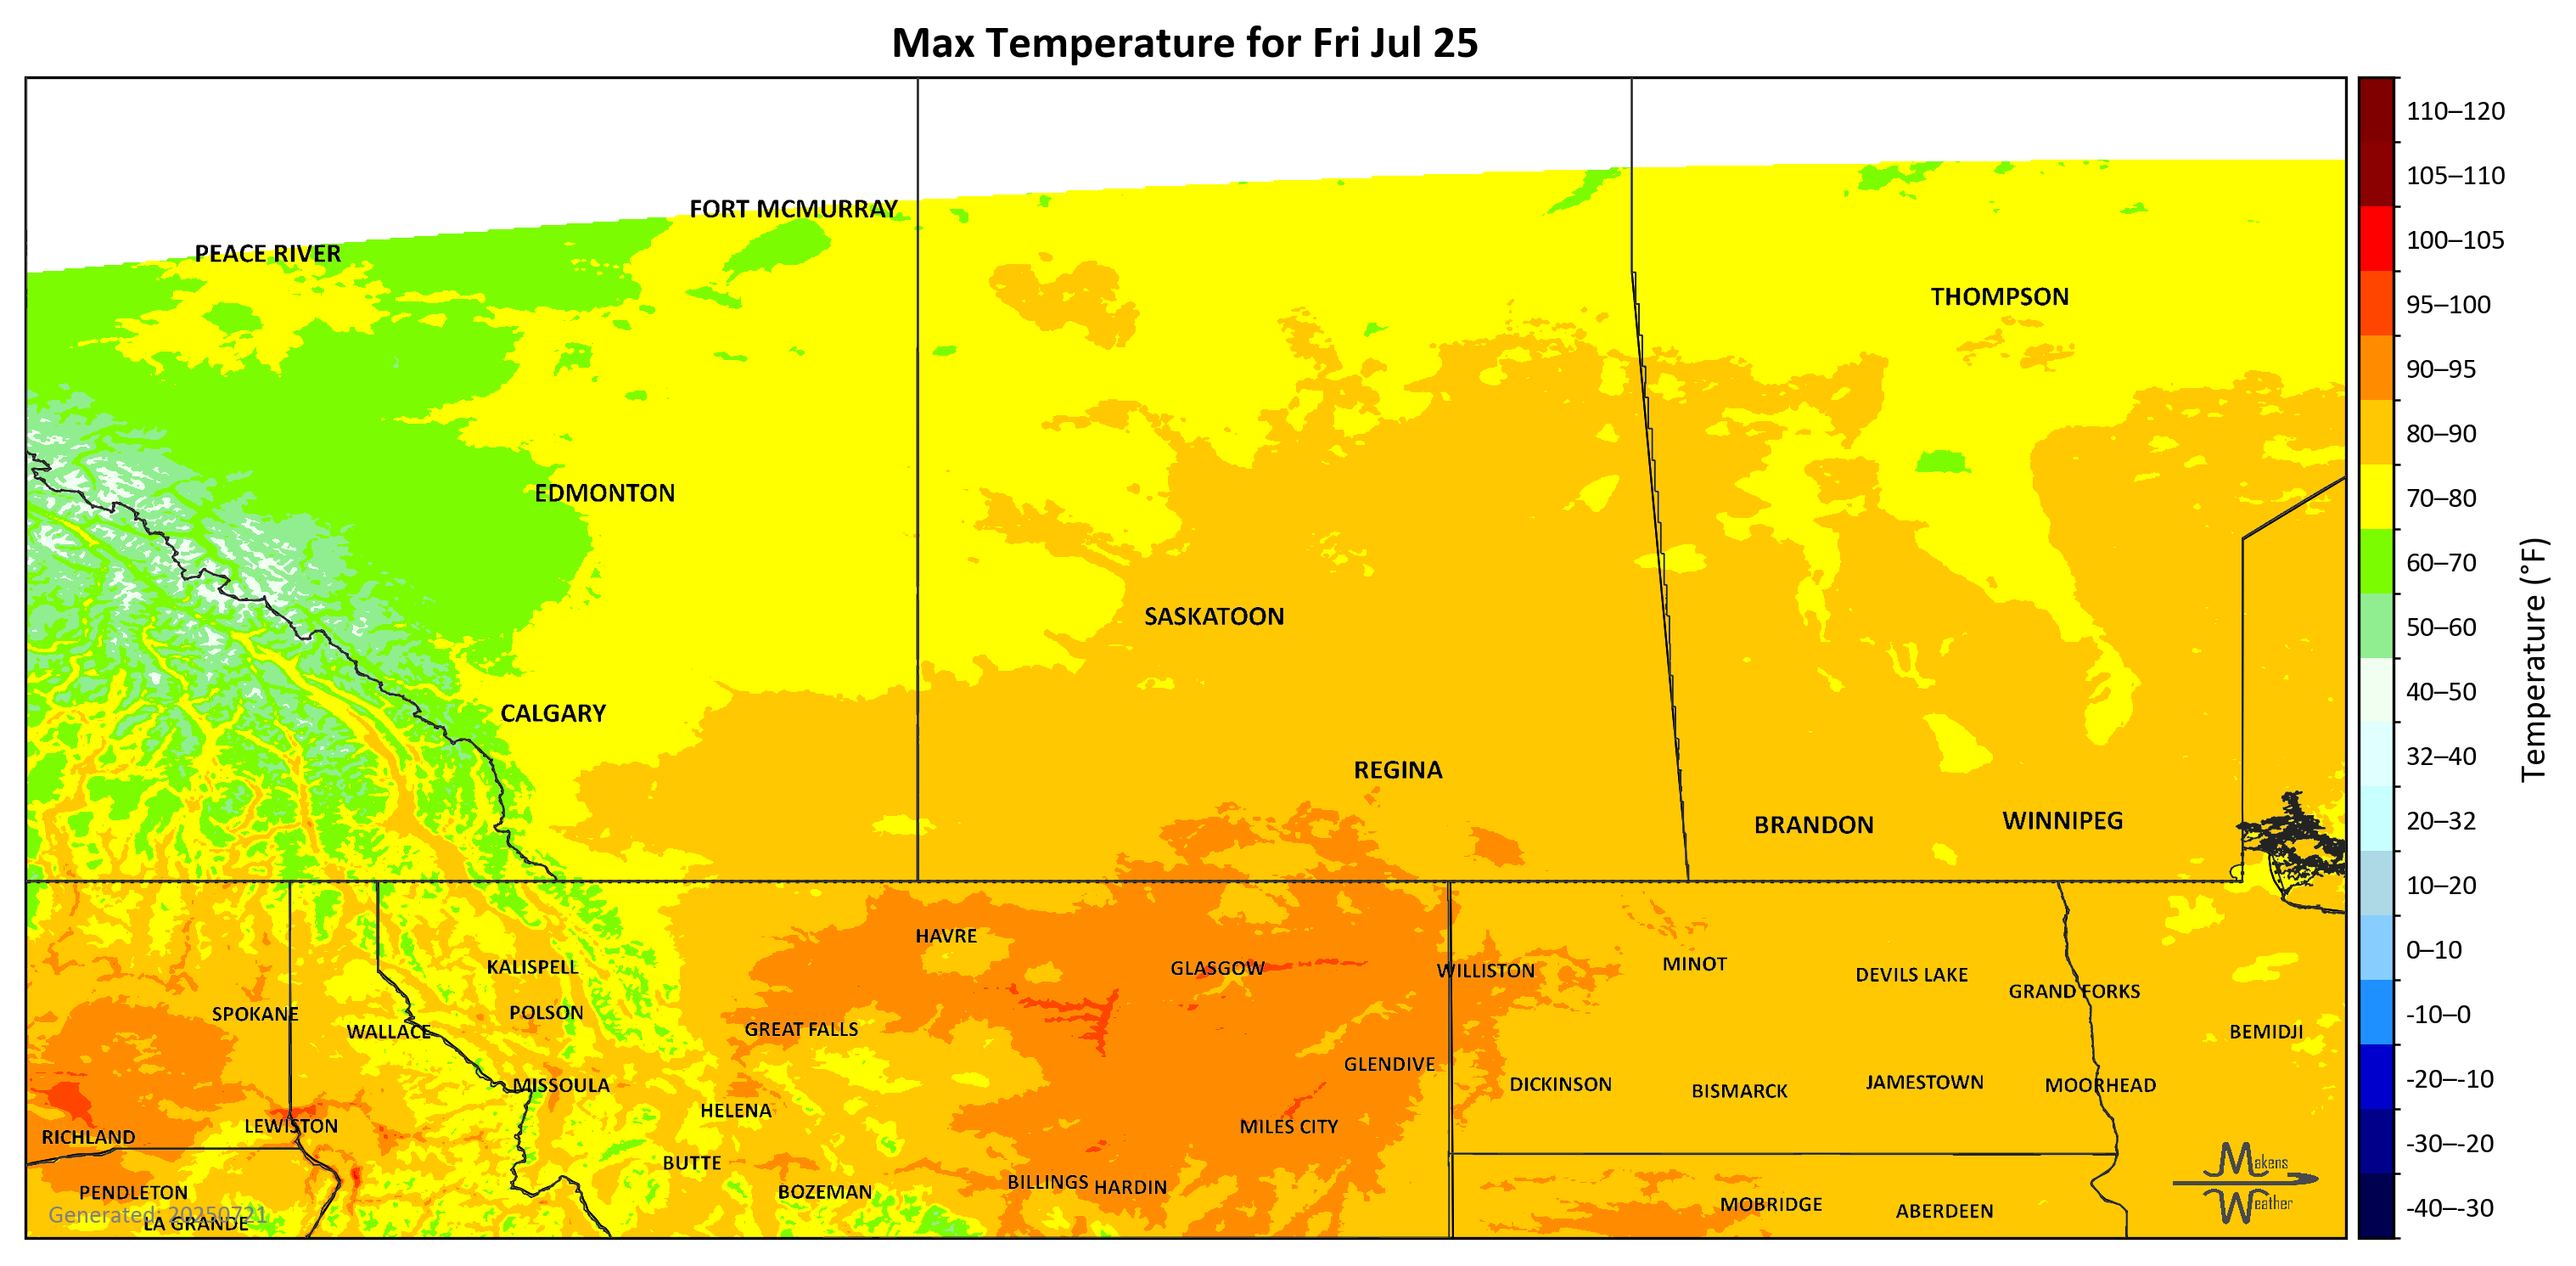 Max Temperature for Fri Jul 25
110–120
105–110
100–105
95–100
90–95
80–90
70–80
60–70
50–60
40–50
32–40
20–32
10–20
0–10
-10–0
-20–-10
-30–-20
-40–-30
Temperature (°F)
FORT MCMURRAY
PEACE RIVER
THOMPSON
EDMONTON
SASKATOON
CALGARY
REGINA
BRANDON
WINNIPEG
HAVRE
KALISPELL
GLASGOW
WILLISTON
MINOT
DEVILS LAKE
GRAND FORKS
SPOKANE
POLSON
WALLACE
GREAT FALLS
BEMIDJI
GLENDIVE
MISSOULA
DICKINSON
BISMARCK
JAMESTOWN
MOORHEAD
HELENA
LEWISTON
MILES CITY
RICHLAND
BUTTE
BILLINGS
HARDIN
PENDLETON
BOZEMAN
MOBRIDGE
ABERDEEN
LA GRANDE
Generated: 20250721
Makens
Weather